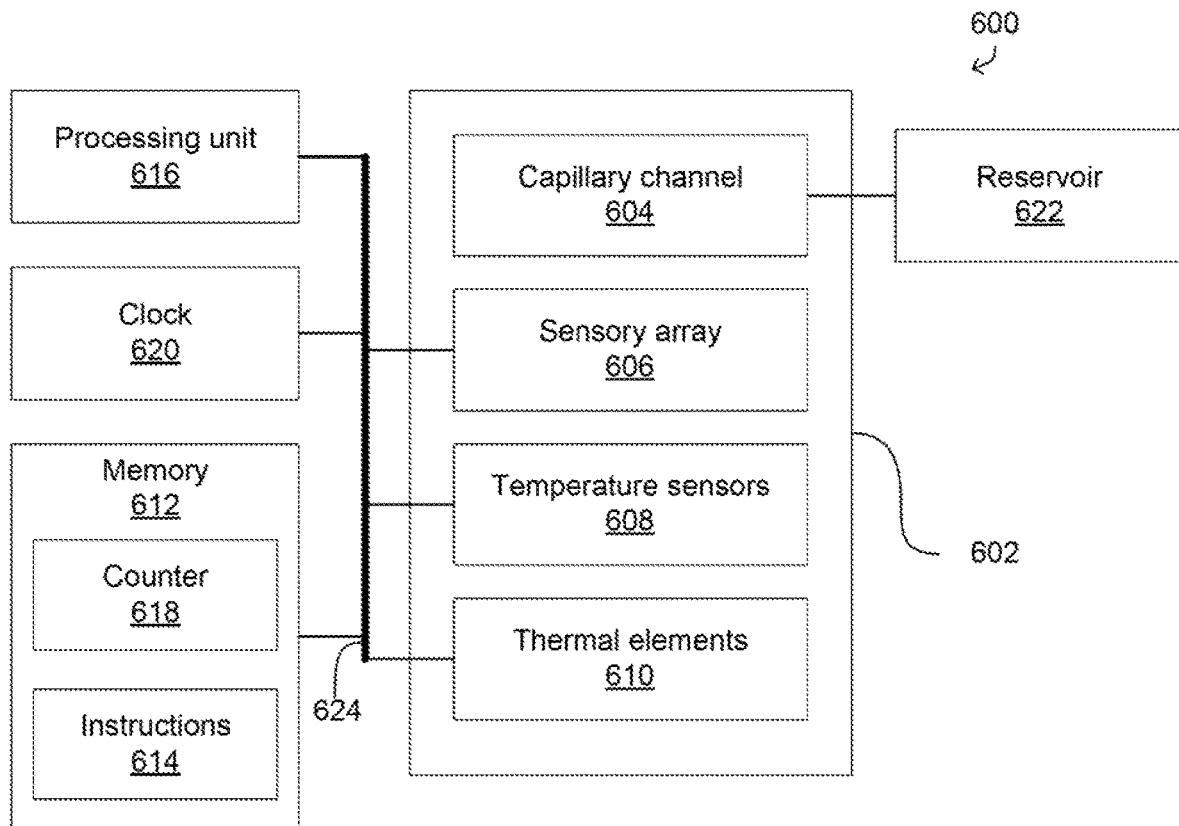 600
Processing unit
616
Clock
620
Memory
612
Counter
618
Instructions
614
624
Capillary channel
604
Sensory array
606
Temperature sensors
608
Thermal elements
610
Reservoir
622
602